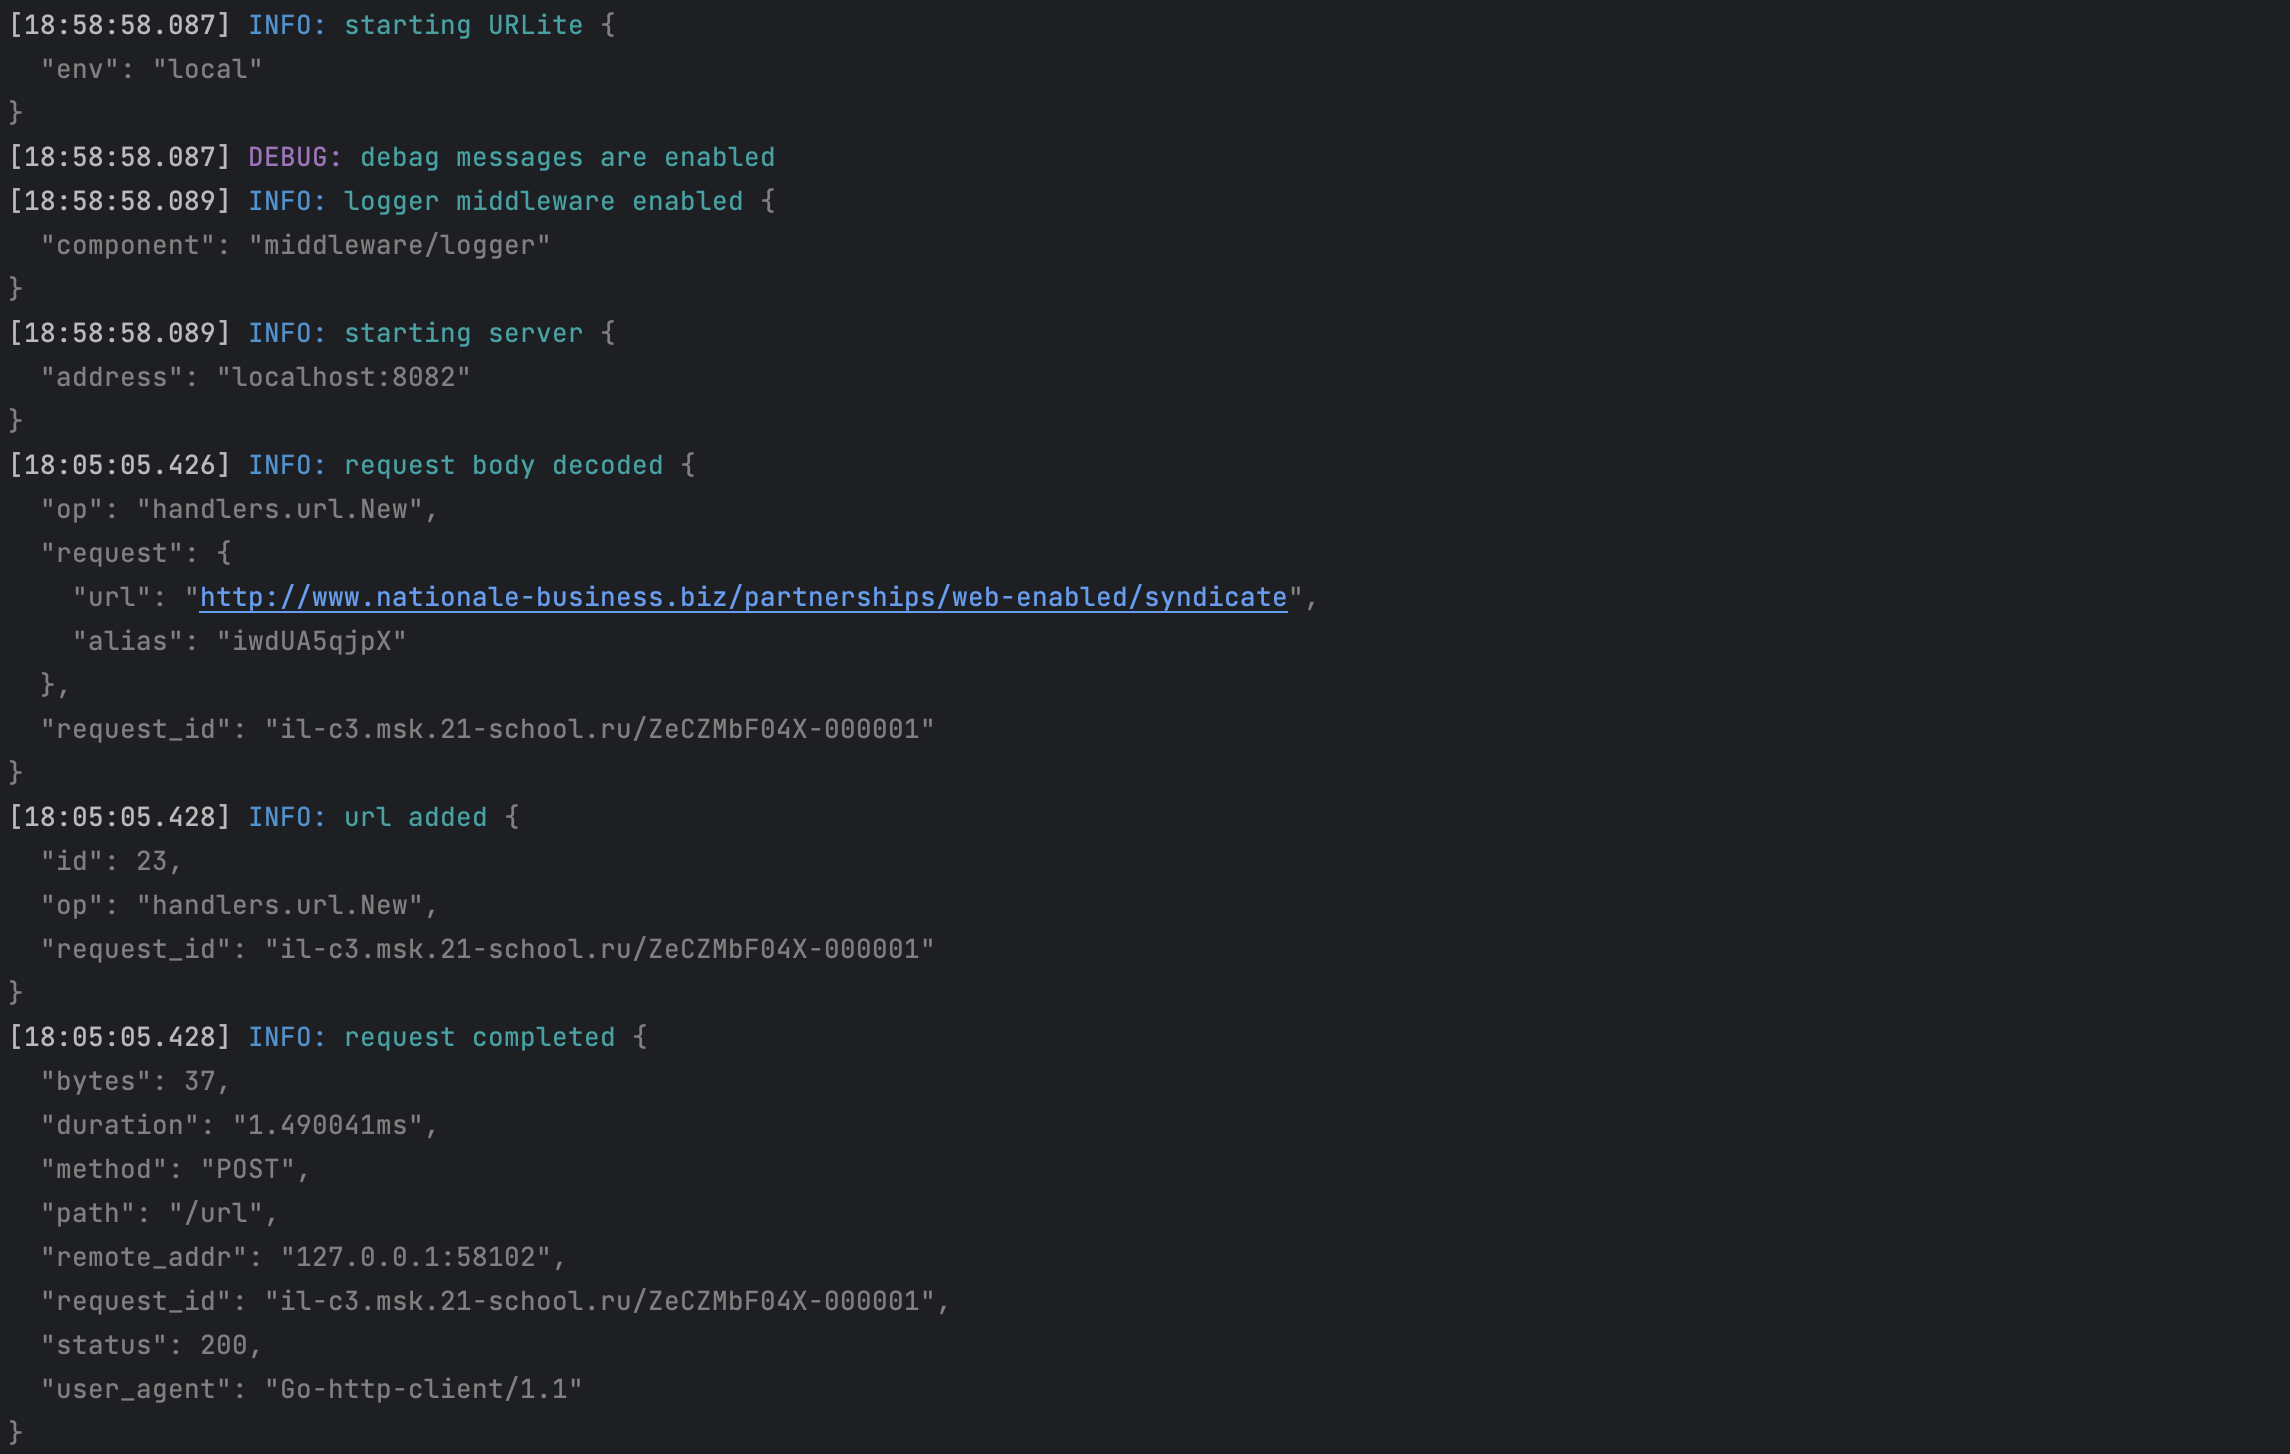 [18:58:58.087] INFO: starting URLite {
  "env": "local"
}
[18:58:58.087] DEBUG: debag messages are enabled
[18:58:58.089] INFO: logger middleware enabled {
  "component": "middleware/logger"
}
[18:58:58.089] INFO: starting server {
  "address": "localhost:8082"
}
[18:05:05.426] INFO: request body decoded {
  "op": "handlers.url.New",
  "request": {
    "url": "http://www.nationale-business.biz/partnerships/web-enabled/syndicate",
    "alias": "iwdUA5qjpX"
  },
  "request_id": "il-c3.msk.21-school.ru/ZeCZMbF04X-000001"
}
[18:05:05.428] INFO: url added {
  "id": 23,
  "op": "handlers.url.New",
  "request_id": "il-c3.msk.21-school.ru/ZeCZMbF04X-000001"
}
[18:05:05.428] INFO: request completed {
  "bytes": 37,
  "duration": "1.490041ms",
  "method": "POST",
  "path": "/url",
  "remote_addr": "127.0.0.1:58102",
  "request_id": "il-c3.msk.21-school.ru/ZeCZMbF04X-000001",
  "status": 200,
  "user_agent": "Go-http-client/1.1"
}